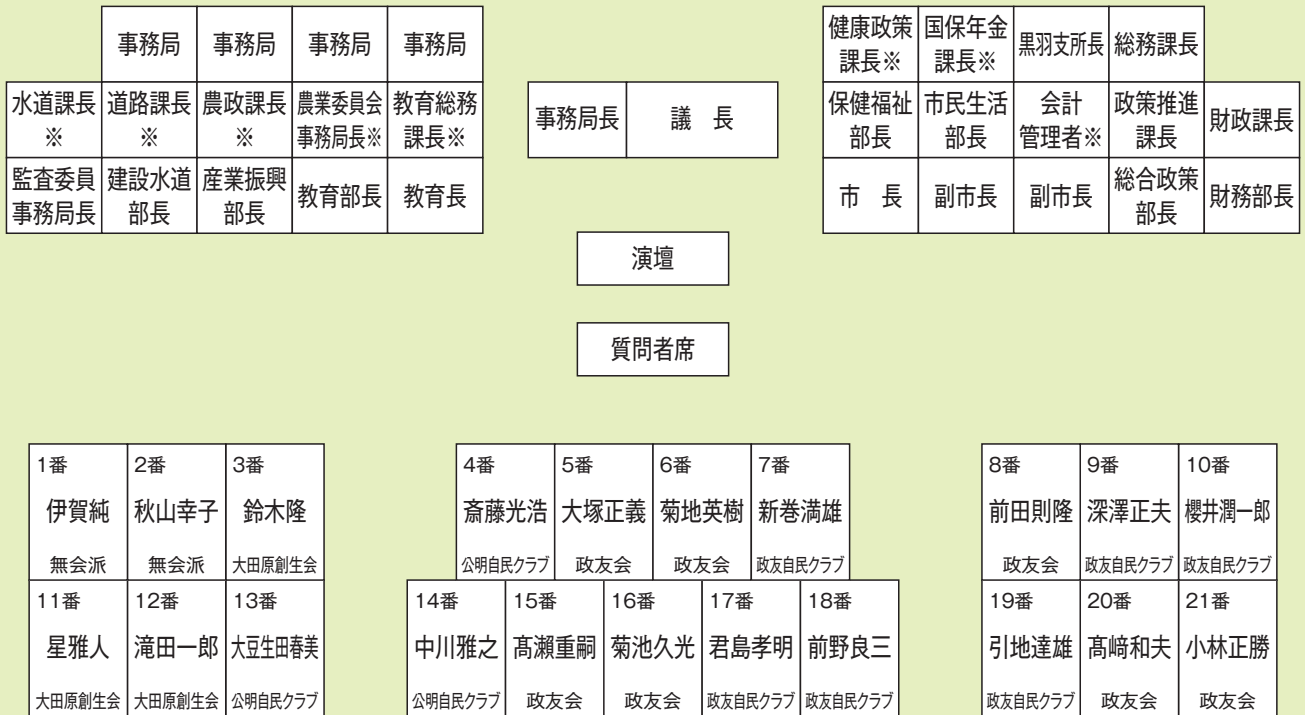 事務局 事務局 事務局 事務局
水道課長※ 道路課長※ 農政課長※ 農業委員会事務局長※ 教育総務課長※
監査委員事務局長 建設水道部長 産業振興部長 教育部長 教育長
事務局長 議　長
健康政策課長※ 国保年金課長※ 黒羽支所長 総務課長
保健福祉部長 市民生活部長 会計管理者※ 政策推進課長 財政課長
市　長 副市長 副市長 総合政策部長 財務部長
演壇
質問者席
1番 2番 3番
伊賀純 秋山幸子 鈴木隆
無会派 無会派 大田原創生会
11番 12番 13番
星雅人 滝田一郎 大豆生田春美
大田原創生会 大田原創生会 公明自民クラブ
4番 5番 6番 7番
斎藤光浩 大塚正義 菊地英樹 新巻満雄
公明自民クラブ 政友会 政友会 政友自民クラブ
14番 15番 16番 17番 18番
中川雅之 髙瀨重嗣 菊池久光 君島孝明 前野良三
公明自民クラブ 政友会 政友会 政友自民クラブ 政友自民クラブ
8番 9番 10番
前田則隆 深澤正夫 櫻井潤一郎
政友会 政友自民クラブ 政友自民クラブ
19番 20番 21番
引地達雄 髙﨑和夫 小林正勝
政友自民クラブ 政友会 政友会